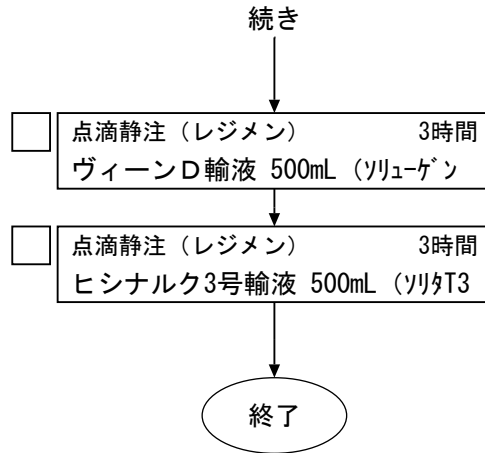 続き
点滴静注（レジメン） 3時間
ヴィーンＤ輸液 500mL（ｿﾘｭｰｹﾞﾝ
点滴静注（レジメン） 3時間
ヒシナルク3号輸液 500mL（ｿﾘﾀT3
終了